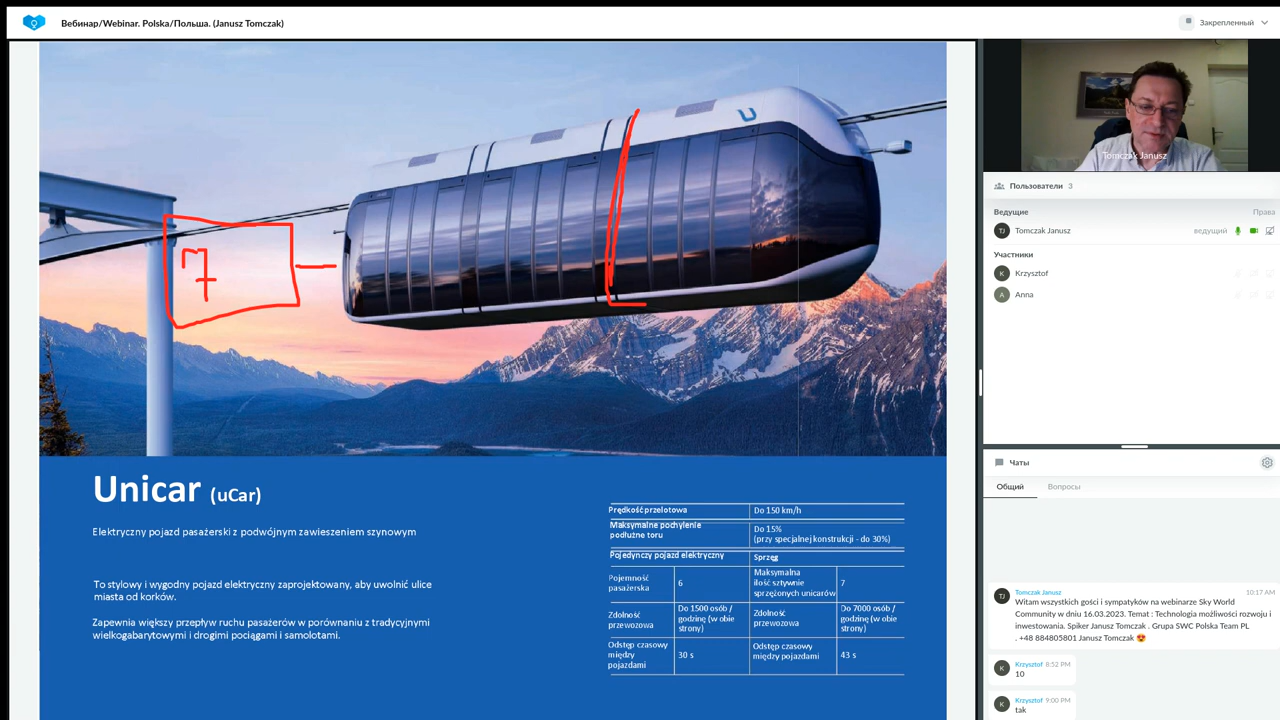 Вебинар/Webinar. Polska/Польша. (Janusz Tomczak)
Закрепленный
Tomczak Janusz
Пользователи 3
Ведущие
Права
TJ
Tomczak Janusz
ведущий
Участники
K
Krzysztof
A
Anna
U
7
Unicar (uCar)
Elektryczny pojazd pasażerski z podwójnym zawieszeniem szynowym
To stylowy i wygodny pojazd elektryczny zaprojektowany, aby uwolnić ulice
miasta od korków.
Zapewnia większy przepływ ruchu pasażerów w porównaniu z tradycyjnymi
wielkogabarytowymi i drogimi pociągami i samolotami.
Prędkość przelotowa
Do 150 km/h
Maksymalne pochylenie
podłużne toru
Do 15%
(przy specjalnej konstrukcji - do 30%)
Pojedynczy pojazd elektryczny
Sprzęg
Pojemność
pasażerska
6
Maksymalna
ilość sztywnie
sprzężonych unicarów
7
Zdolność
przewozowa
Do 1500 osób /
godzinę (w obie
strony)
Zdolność
przewozowa
Do 7000 osób /
godzinę (w obie
strony)
Odstęp czasowy
między
pojazdami
30 s
Odstęp czasowy
między pojazdami
43 s
Чаты
Общий
Вопросы
TJ
Tomczak Janusz
10:17 AM
Witam wszystkich gości i sympatyków na webinarze Sky World
Community w dniu 16.03.2023. Temat : Technologia możliwości rozwoju i
inwestowania. Spiker Janusz Tomczak . Grupa SWC Polska Team PL
. +48 884805801 Janusz Tomczak 😍
K
Krzysztof 8:52 PM
10
K
Krzysztof 9:00 PM
tak